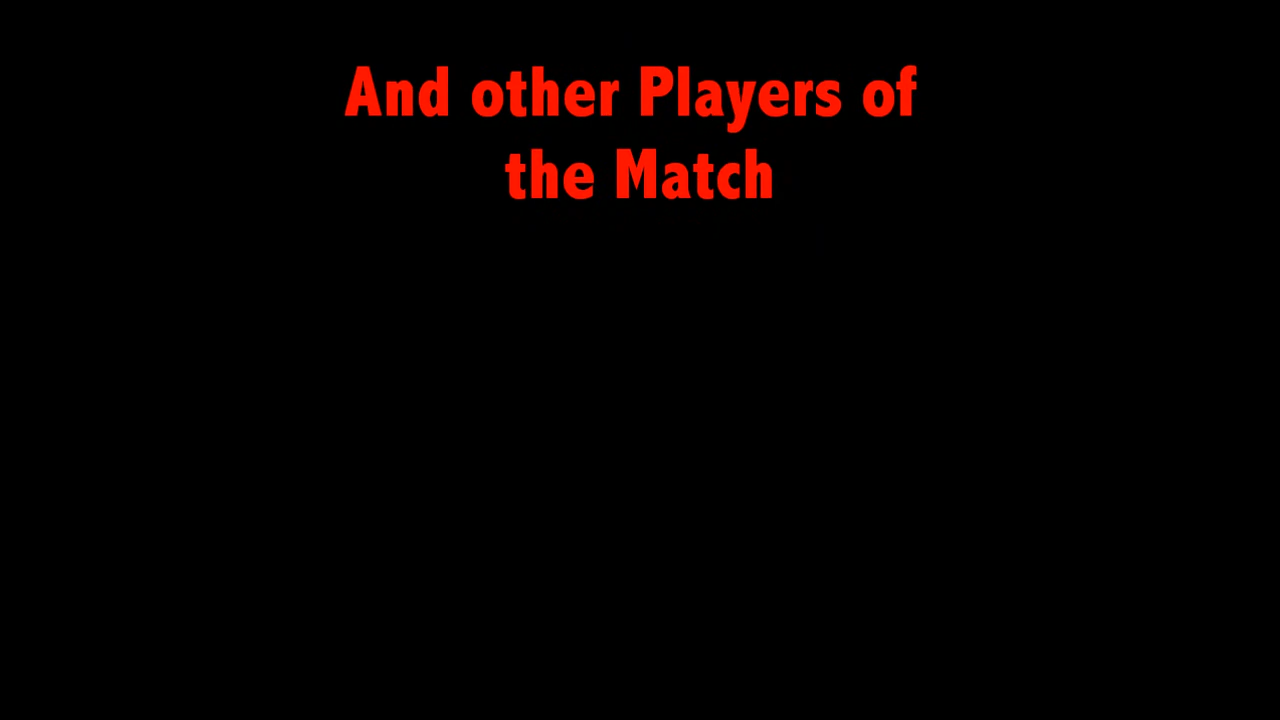 And other Players of
the Match